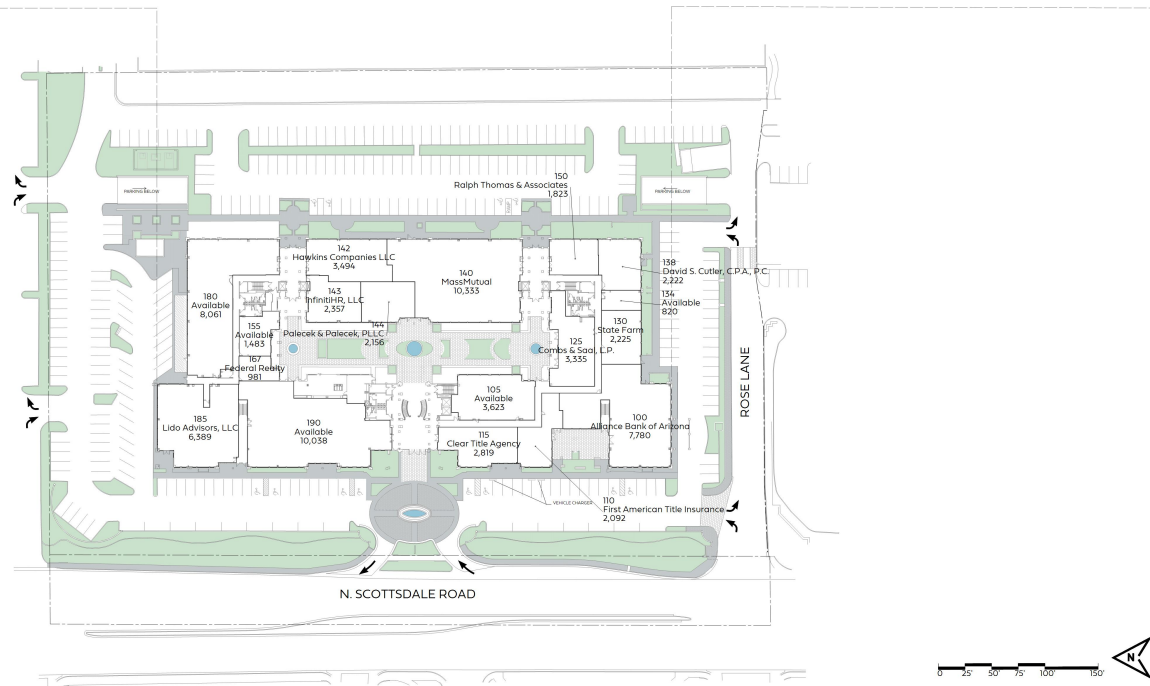 150
Ralph Thomas & Associates
1,823
PARKING BELOW
PARKING BELOW
142
Hawkins Companies LLC
3,494
140
MassMutual
10,333
138
David S. Cutler, C.P.A., P.C.
2,222
180
Available
8,061
143
InfinitiHR, LLC
2,357
134
Available
820
155
Available
1,483
144
Palecek & Palecek, PLLC
2,156
130
State Farm
2,225
125
Combs & Saal, L.P.
3,335
167
Federal Realty
981
105
Available
3,623
ROSE LANE
185
Lido Advisors, LLC
6,389
190
Available
10,038
115
Clear Title Agency
2,819
100
Alliance Bank of Arizona
7,780
VEHICLE CHARGER
110
First American Title Insurance
2,092
N. SCOTTSDALE ROAD
N
0 25' 50' 75' 100' 150'